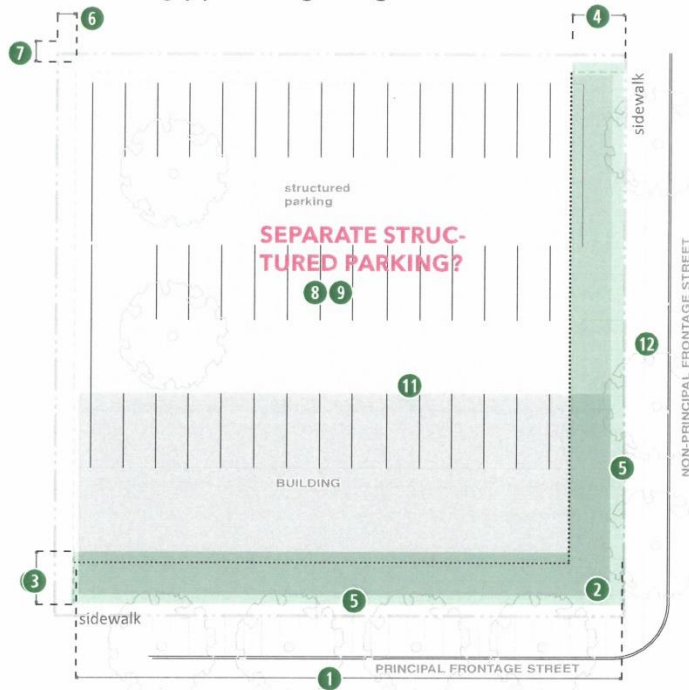 6
4
7
sidewalk
structured
parking
SEPARATE STRUC-
TURED PARKING?
8 9
NON-PRINCIPAL FRONTAGE STREET
12
11
5
BUILDING
3
2
5
sidewalk
PRINCIPAL FRONTAGE STREET
1